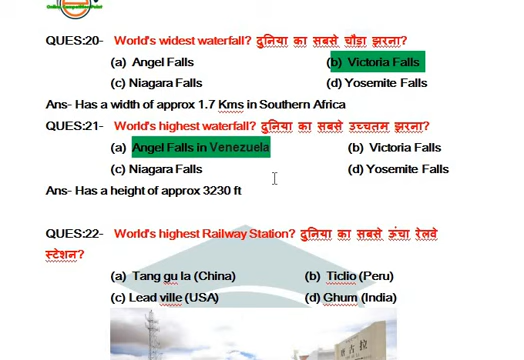 Online Competition Point
QUES:20- World's widest waterfall? दुनिया का सबसे चौड़ा झरना?
(a) Angel Falls (b) Victoria Falls
(c) Niagara Falls (d) Yosemite Falls
Ans- Has a width of approx 1.7 Kms in Southern Africa
QUES:21- World's highest waterfall? दुनिया का सबसे उच्चतम झरना?
(a) Angel Falls in Venezuela (b) Victoria Falls
(c) Niagara Falls (d) Yosemite Falls
Ans- Has a height of approx 3230 ft
QUES:22- World's highest Railway Station? दुनिया का सबसे ऊंचा रेलवे
स्टेशन?
(a) Tang gu la (China) (b) Ticlio (Peru)
(c) Lead ville (USA) (d) Ghum (India)